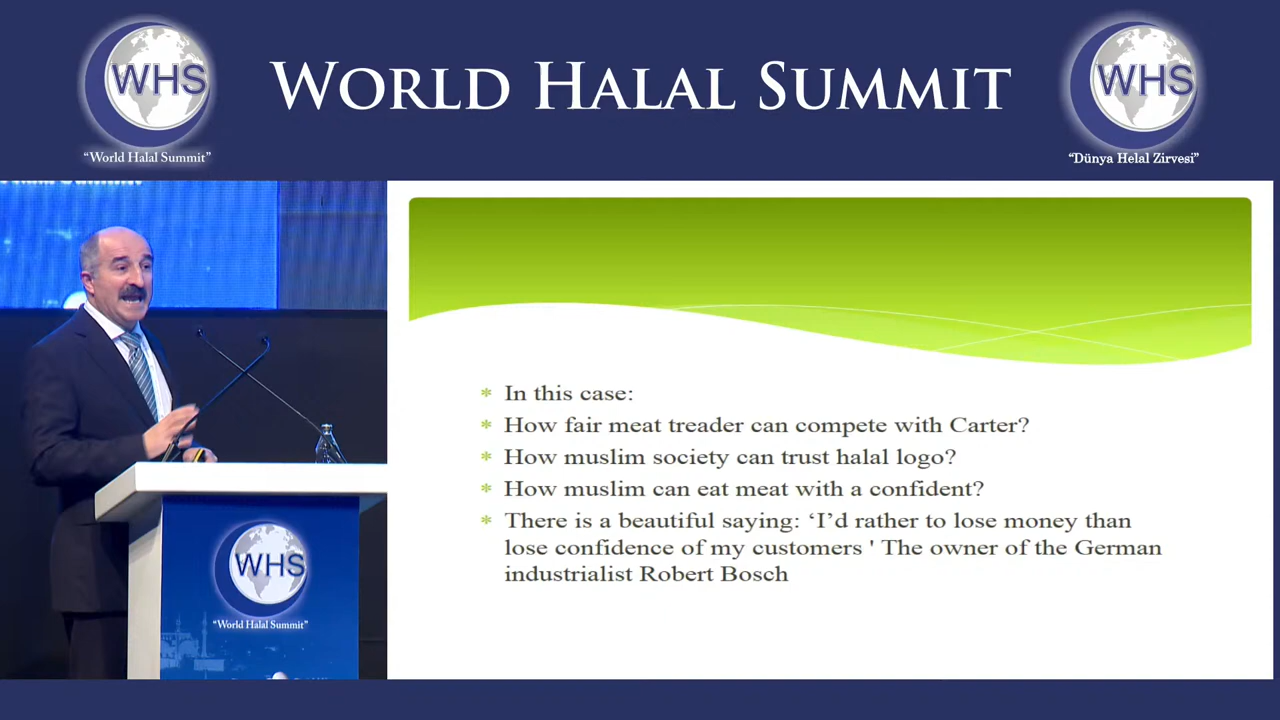 WHS
"World Halal Summit"
WORLD HALAL SUMMIT
WHS
"Dünya Helal Zirvesi"
* In this case:
* How fair meat treader can compete with Carter?
* How muslim society can trust halal logo?
* How muslim can eat meat with a confident?
* There is a beautiful saying: ‘I’d rather to lose money than
lose confidence of my customers ' The owner of the German
industrialist Robert Bosch
WHS
"World Halal Summit"